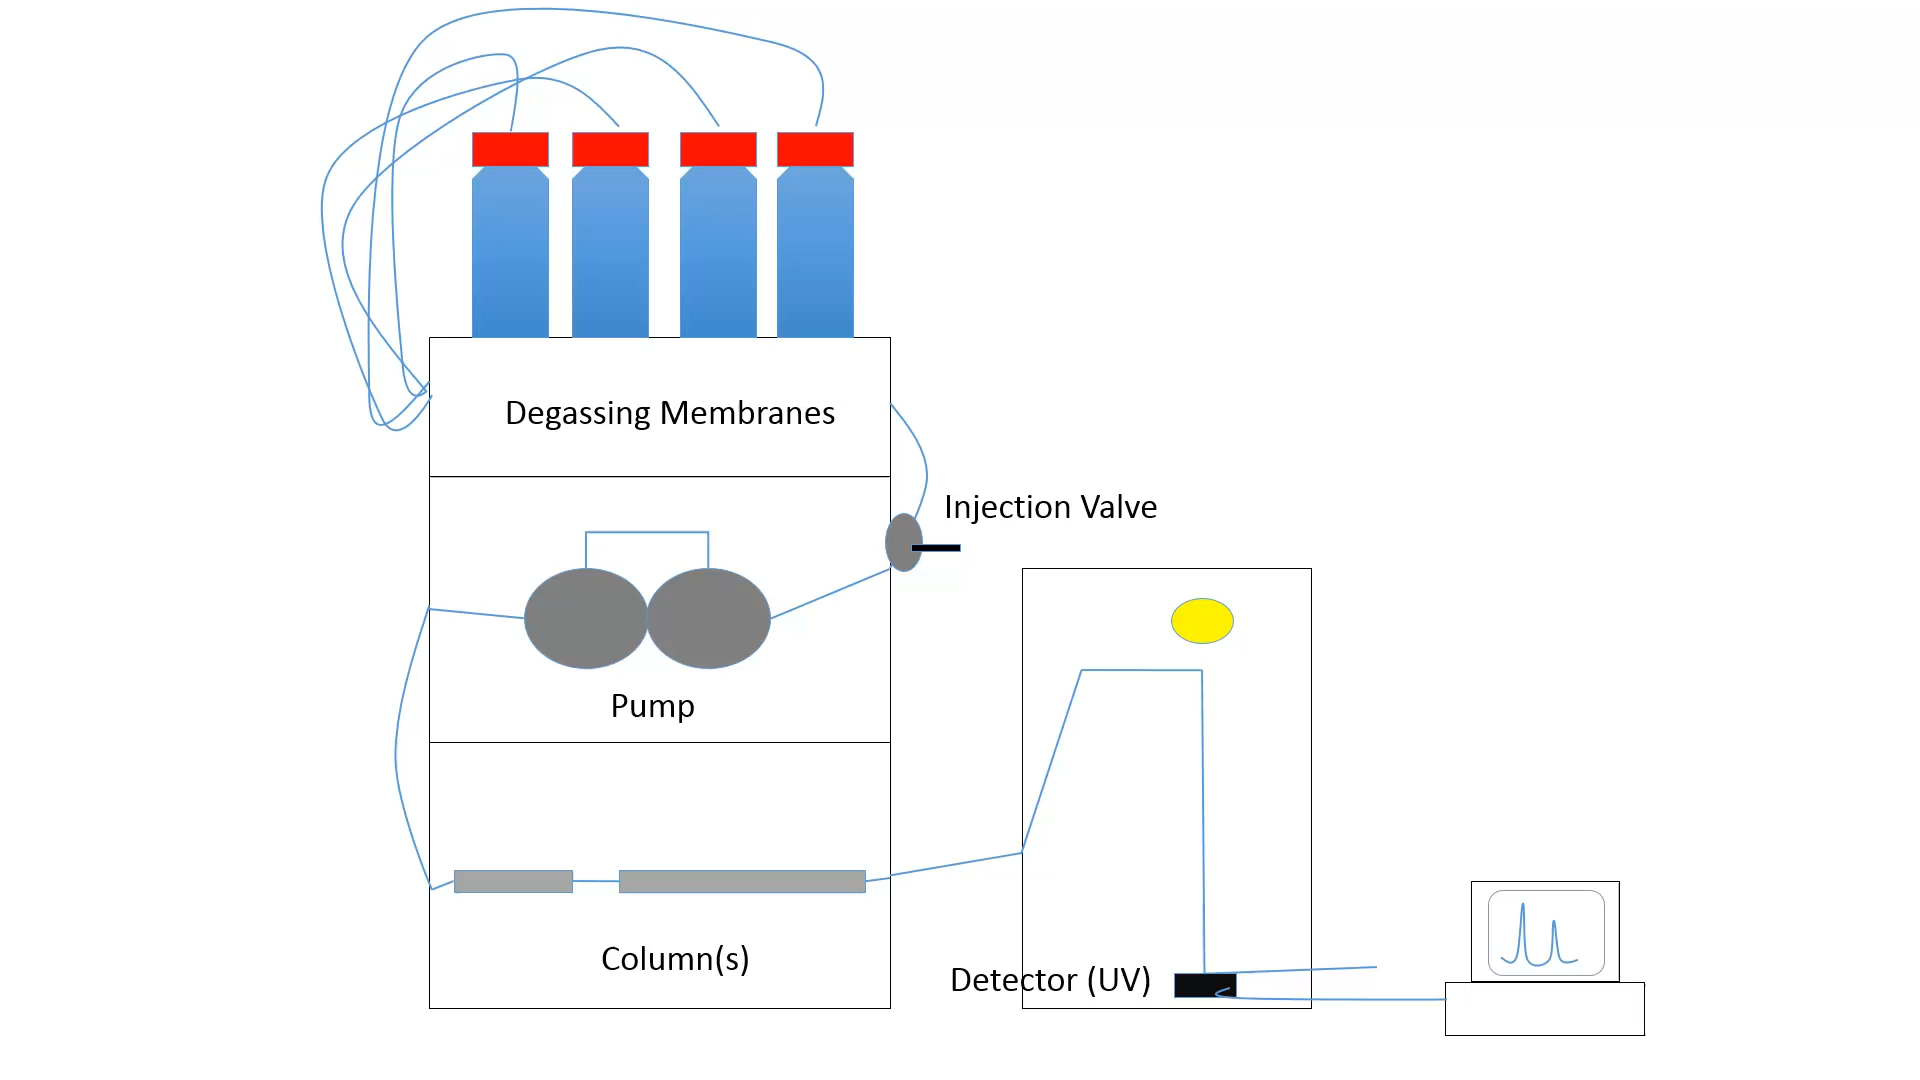 Degassing Membranes
Injection Valve
Pump
Column(s)
Detector (UV)